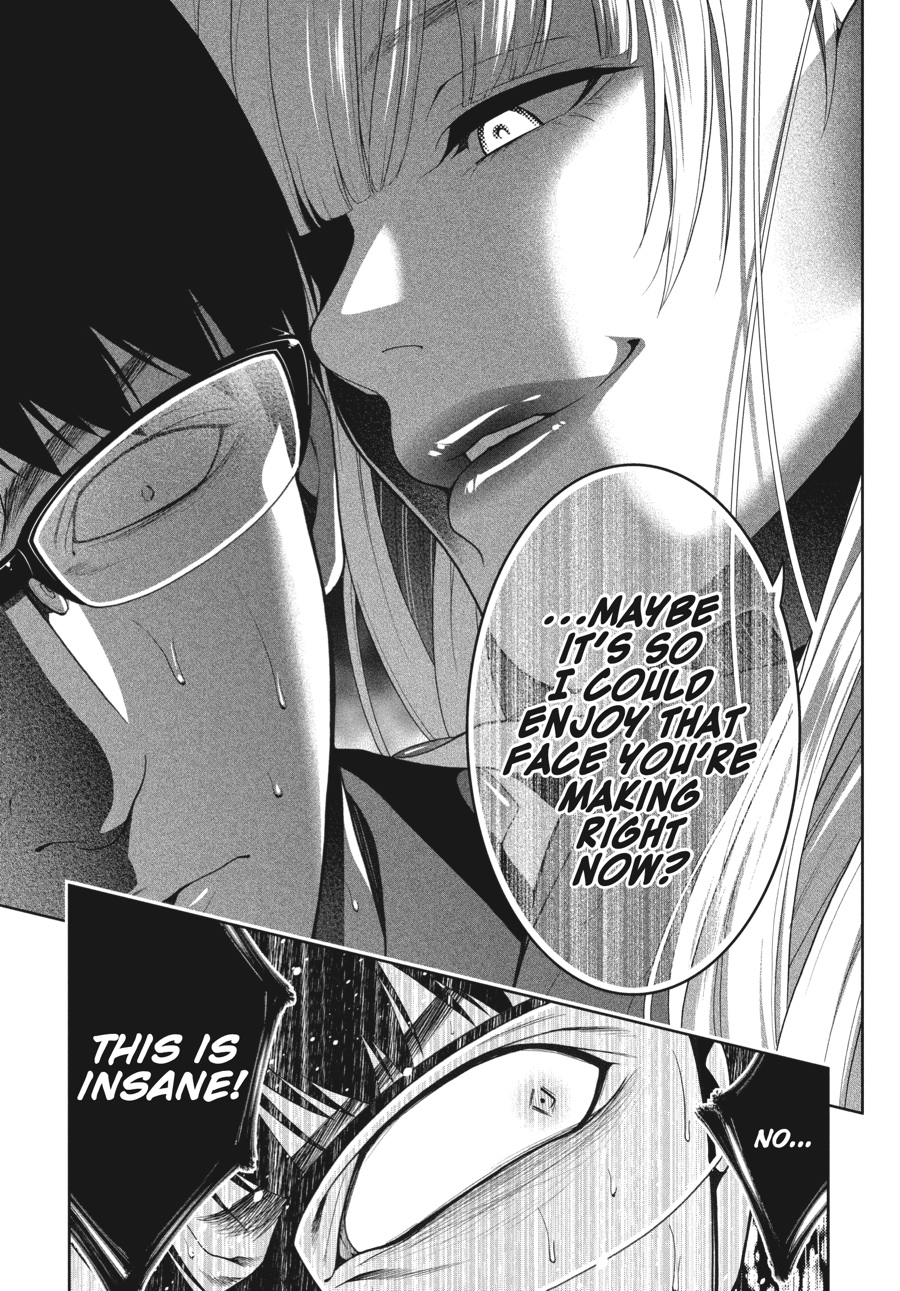 ...MAYBE
IT'S SO
I COULD
ENJOY THAT
FACE YOU'RE
MAKING
RIGHT
NOW?
NO...
THIS IS
INSANE!